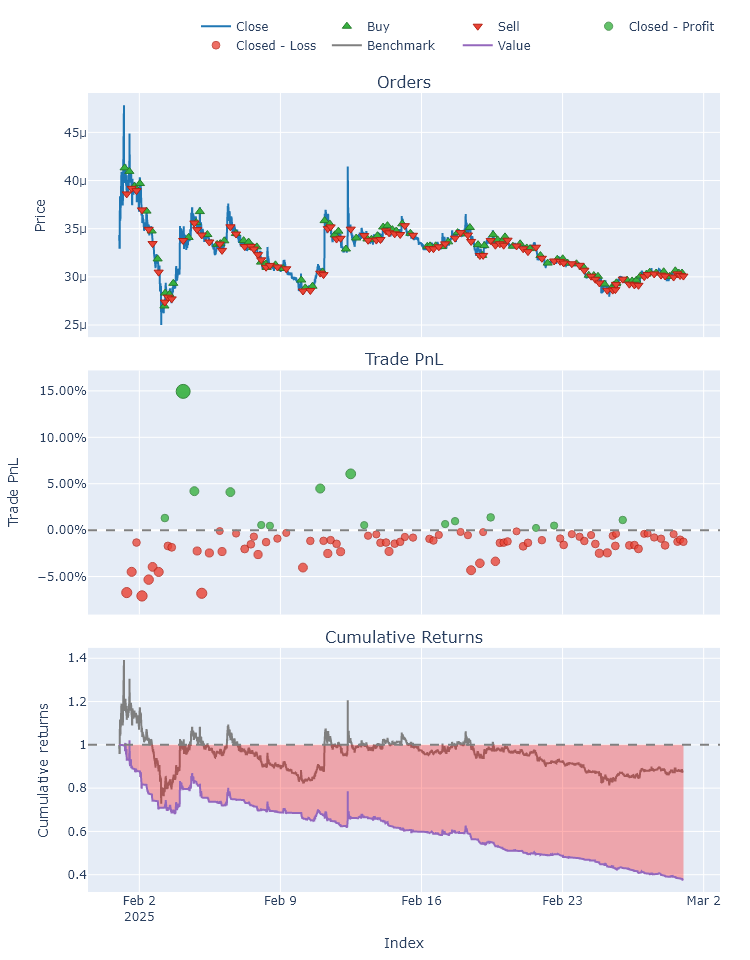 Close Buy Sell Closed - Profit
Closed - Loss Benchmark Value
Orders
45μ
40μ
35μ
30μ
25μ
Price
Trade PnL
15.00%
10.00%
5.00%
0.00%
−5.00%
Trade PnL
Cumulative Returns
1.4
1.2
1
0.8
0.6
0.4
Cumulative returns
Feb 2 Feb 9 Feb 16 Feb 23 Mar 2
2025
Index